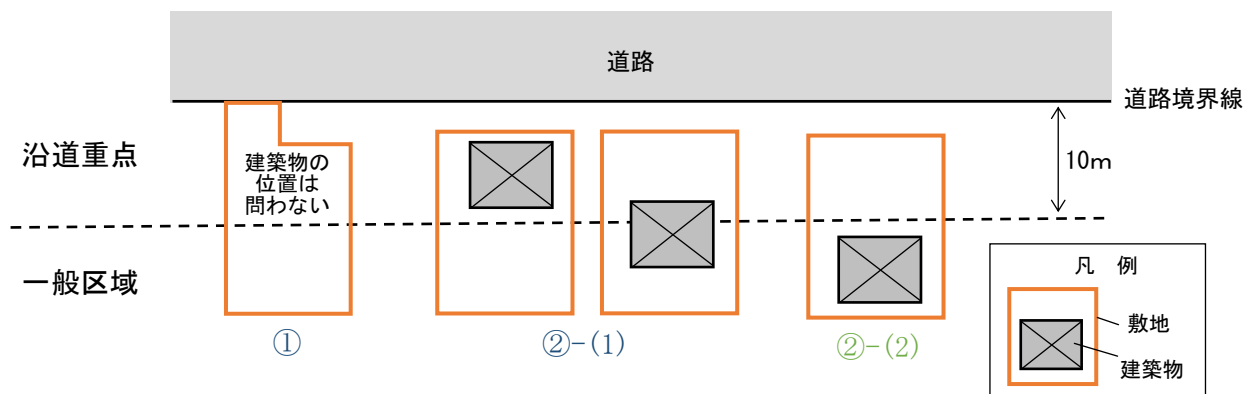 道路
道路境界線
沿道重点
建築物の
位置は
問わない
10m
一般区域
凡 例
敷地
建築物
①
②-(1)
②-(2)